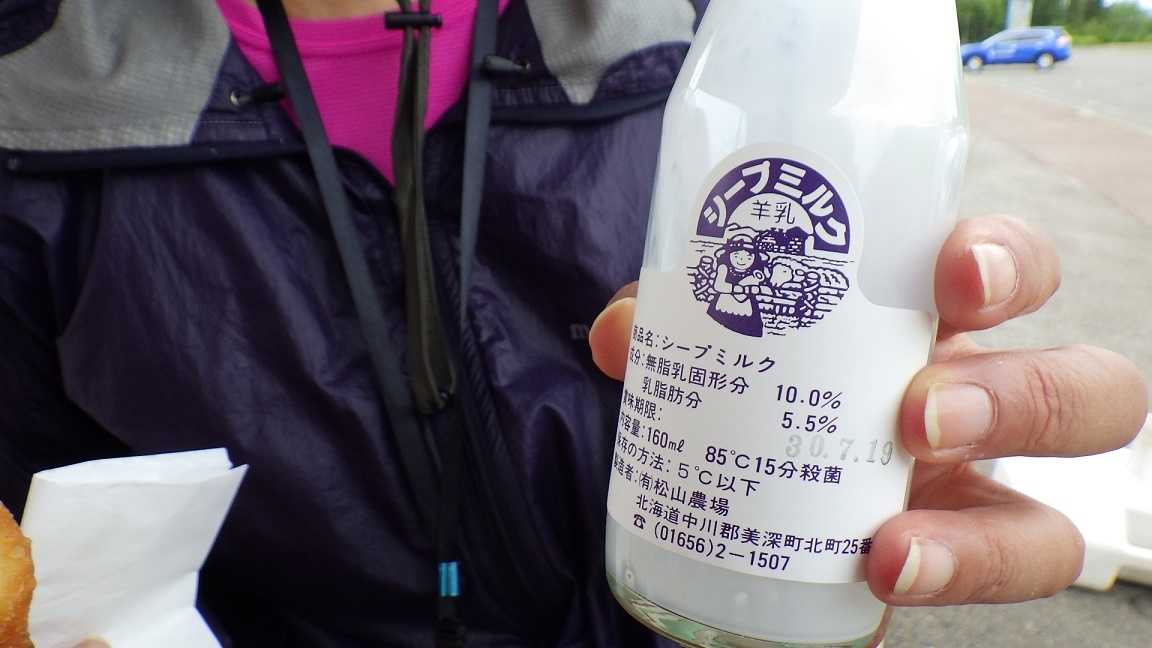 シープミルク
羊乳
商品名:シープミルク
成分:無脂乳固形分 10.0%
乳脂肪分 5.5%
賞味期限: 30.7.19
内容量:160㎖ 85℃15分殺菌
保存の方法:5℃以下
製造者:㈲松山農場
北海道中川郡美深町北町25番
☎ (01656)2-1507